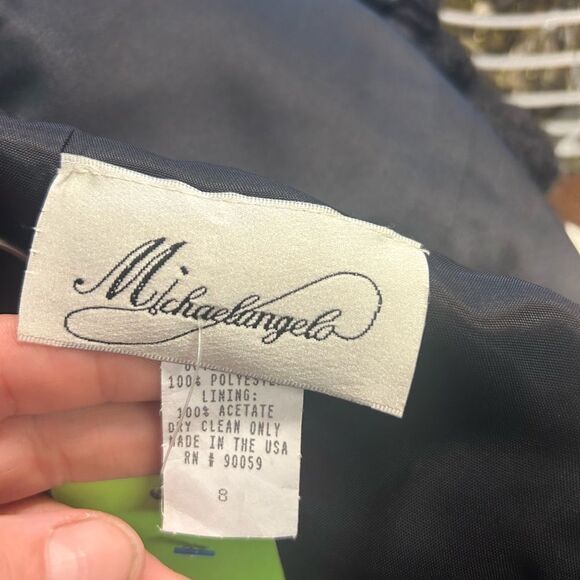 Michaelangelo
100% POLYESTER
LINING:
100% ACETATE
DRY CLEAN ONLY
MADE IN THE USA
RN # 90059
8